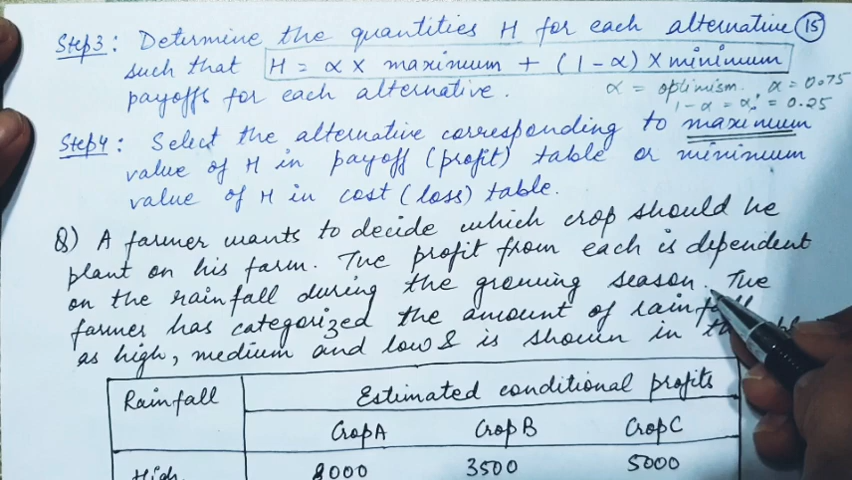 Step3: Determine the quantities H for each alternative 15
such that H = α x maximum + (1-α) x minimum
payoffs for each alternative.
α = optimism. α = 0.75
1-α = = 0.25
Step4: Select the alternative corresponding to maximum
value of H in payoff (profit) table or minimum
value of H in cost (loss) table.
Q) A farmer wants to decide which crop should he
plant on his farm. The profit from each is dependent
on the rainfall during the growing season. The
farmer has categorized the amount of rainfall
as high, medium and low & is shown in
Rainfall Estimated conditional profits
Crop A Crop B Crop C
High 8000 3500 5000